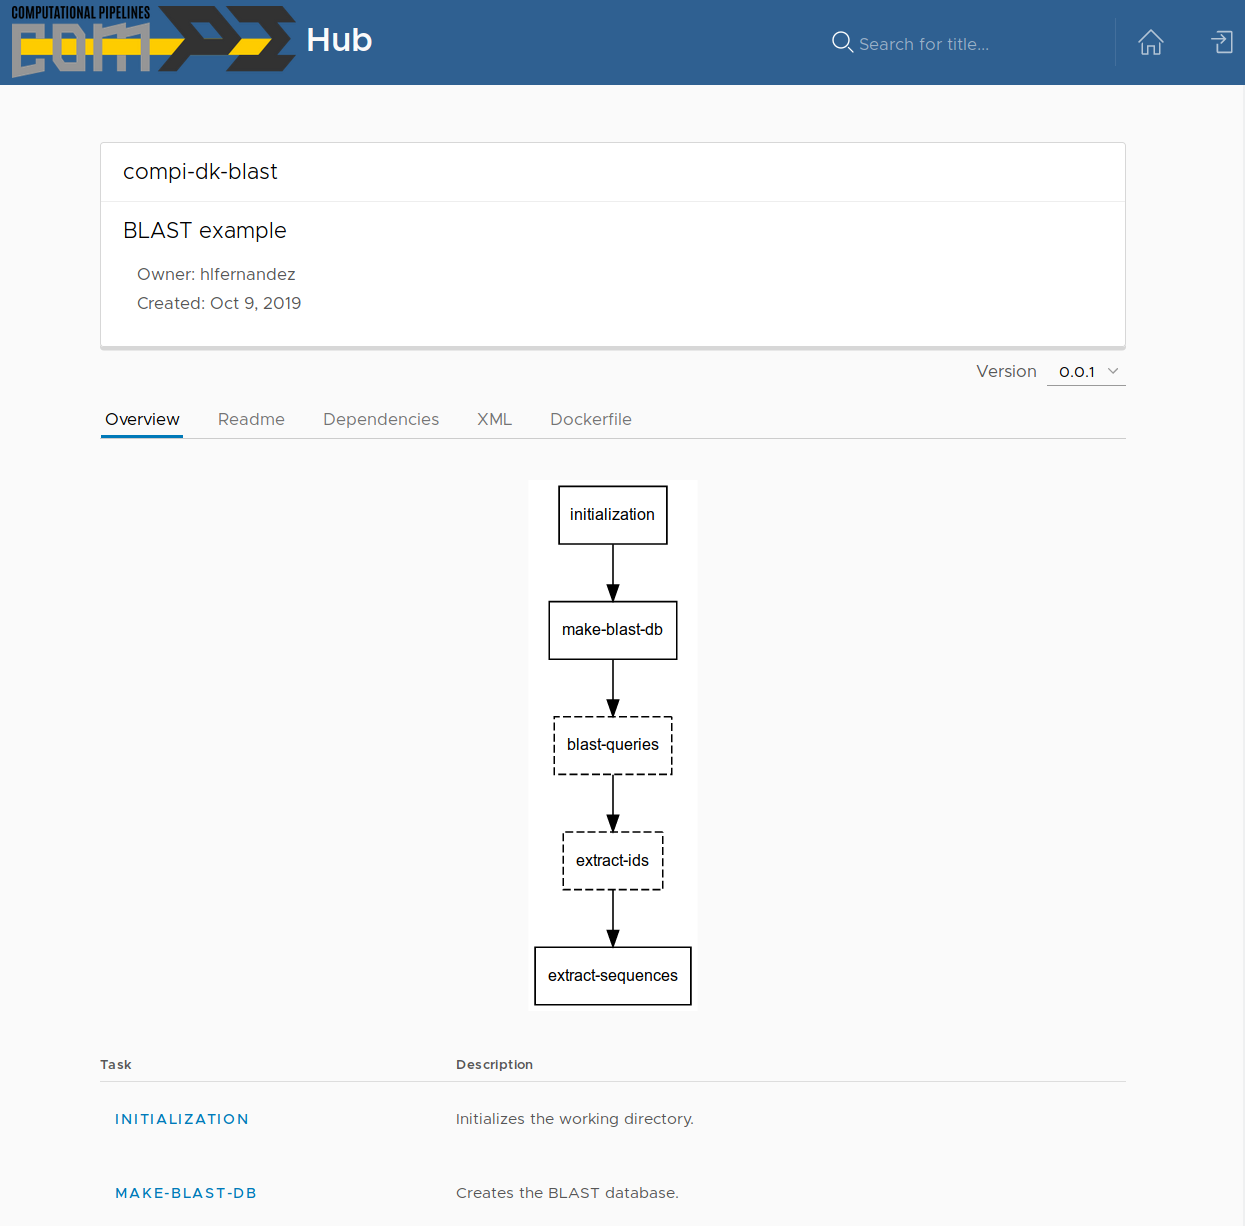 COMPUTATIONAL PIPELINES
compi Hub
Search for title...
compi-dk-blast
BLAST example
Owner: hlfernandez
Created: Oct 9, 2019
Version 0.0.1
Overview Readme Dependencies XML Dockerfile
initialization
make-blast-db
blast-queries
extract-ids
extract-sequences
Task Description
INITIALIZATION Initializes the working directory.
MAKE-BLAST-DB Creates the BLAST database.